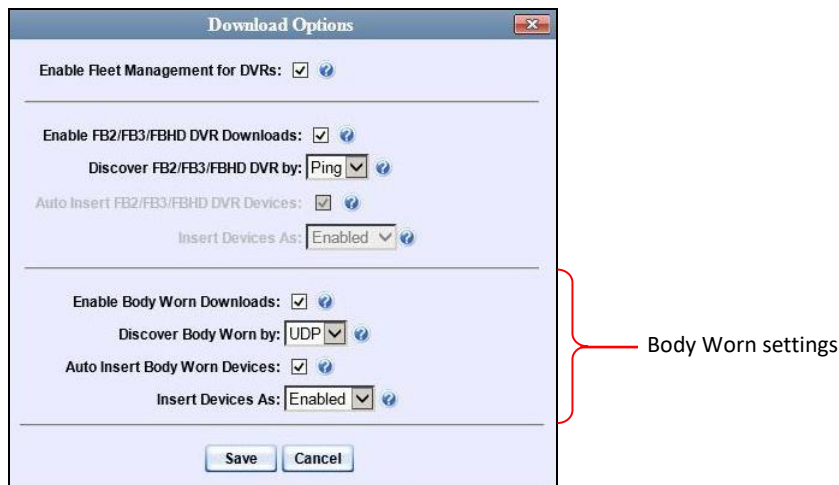 Download Options
Enable Fleet Management for DVRs:
Enable FB2/FB3/FBHD DVR Downloads:
Discover FB2/FB3/FBHD DVR by: Ping
Auto Insert FB2/FB3/FBHD DVR Devices:
Insert Devices As: Enabled
Enable Body Worn Downloads:
Discover Body Worn by: UDP
Auto Insert Body Worn Devices:
Insert Devices As: Enabled
Body Worn settings
Save Cancel